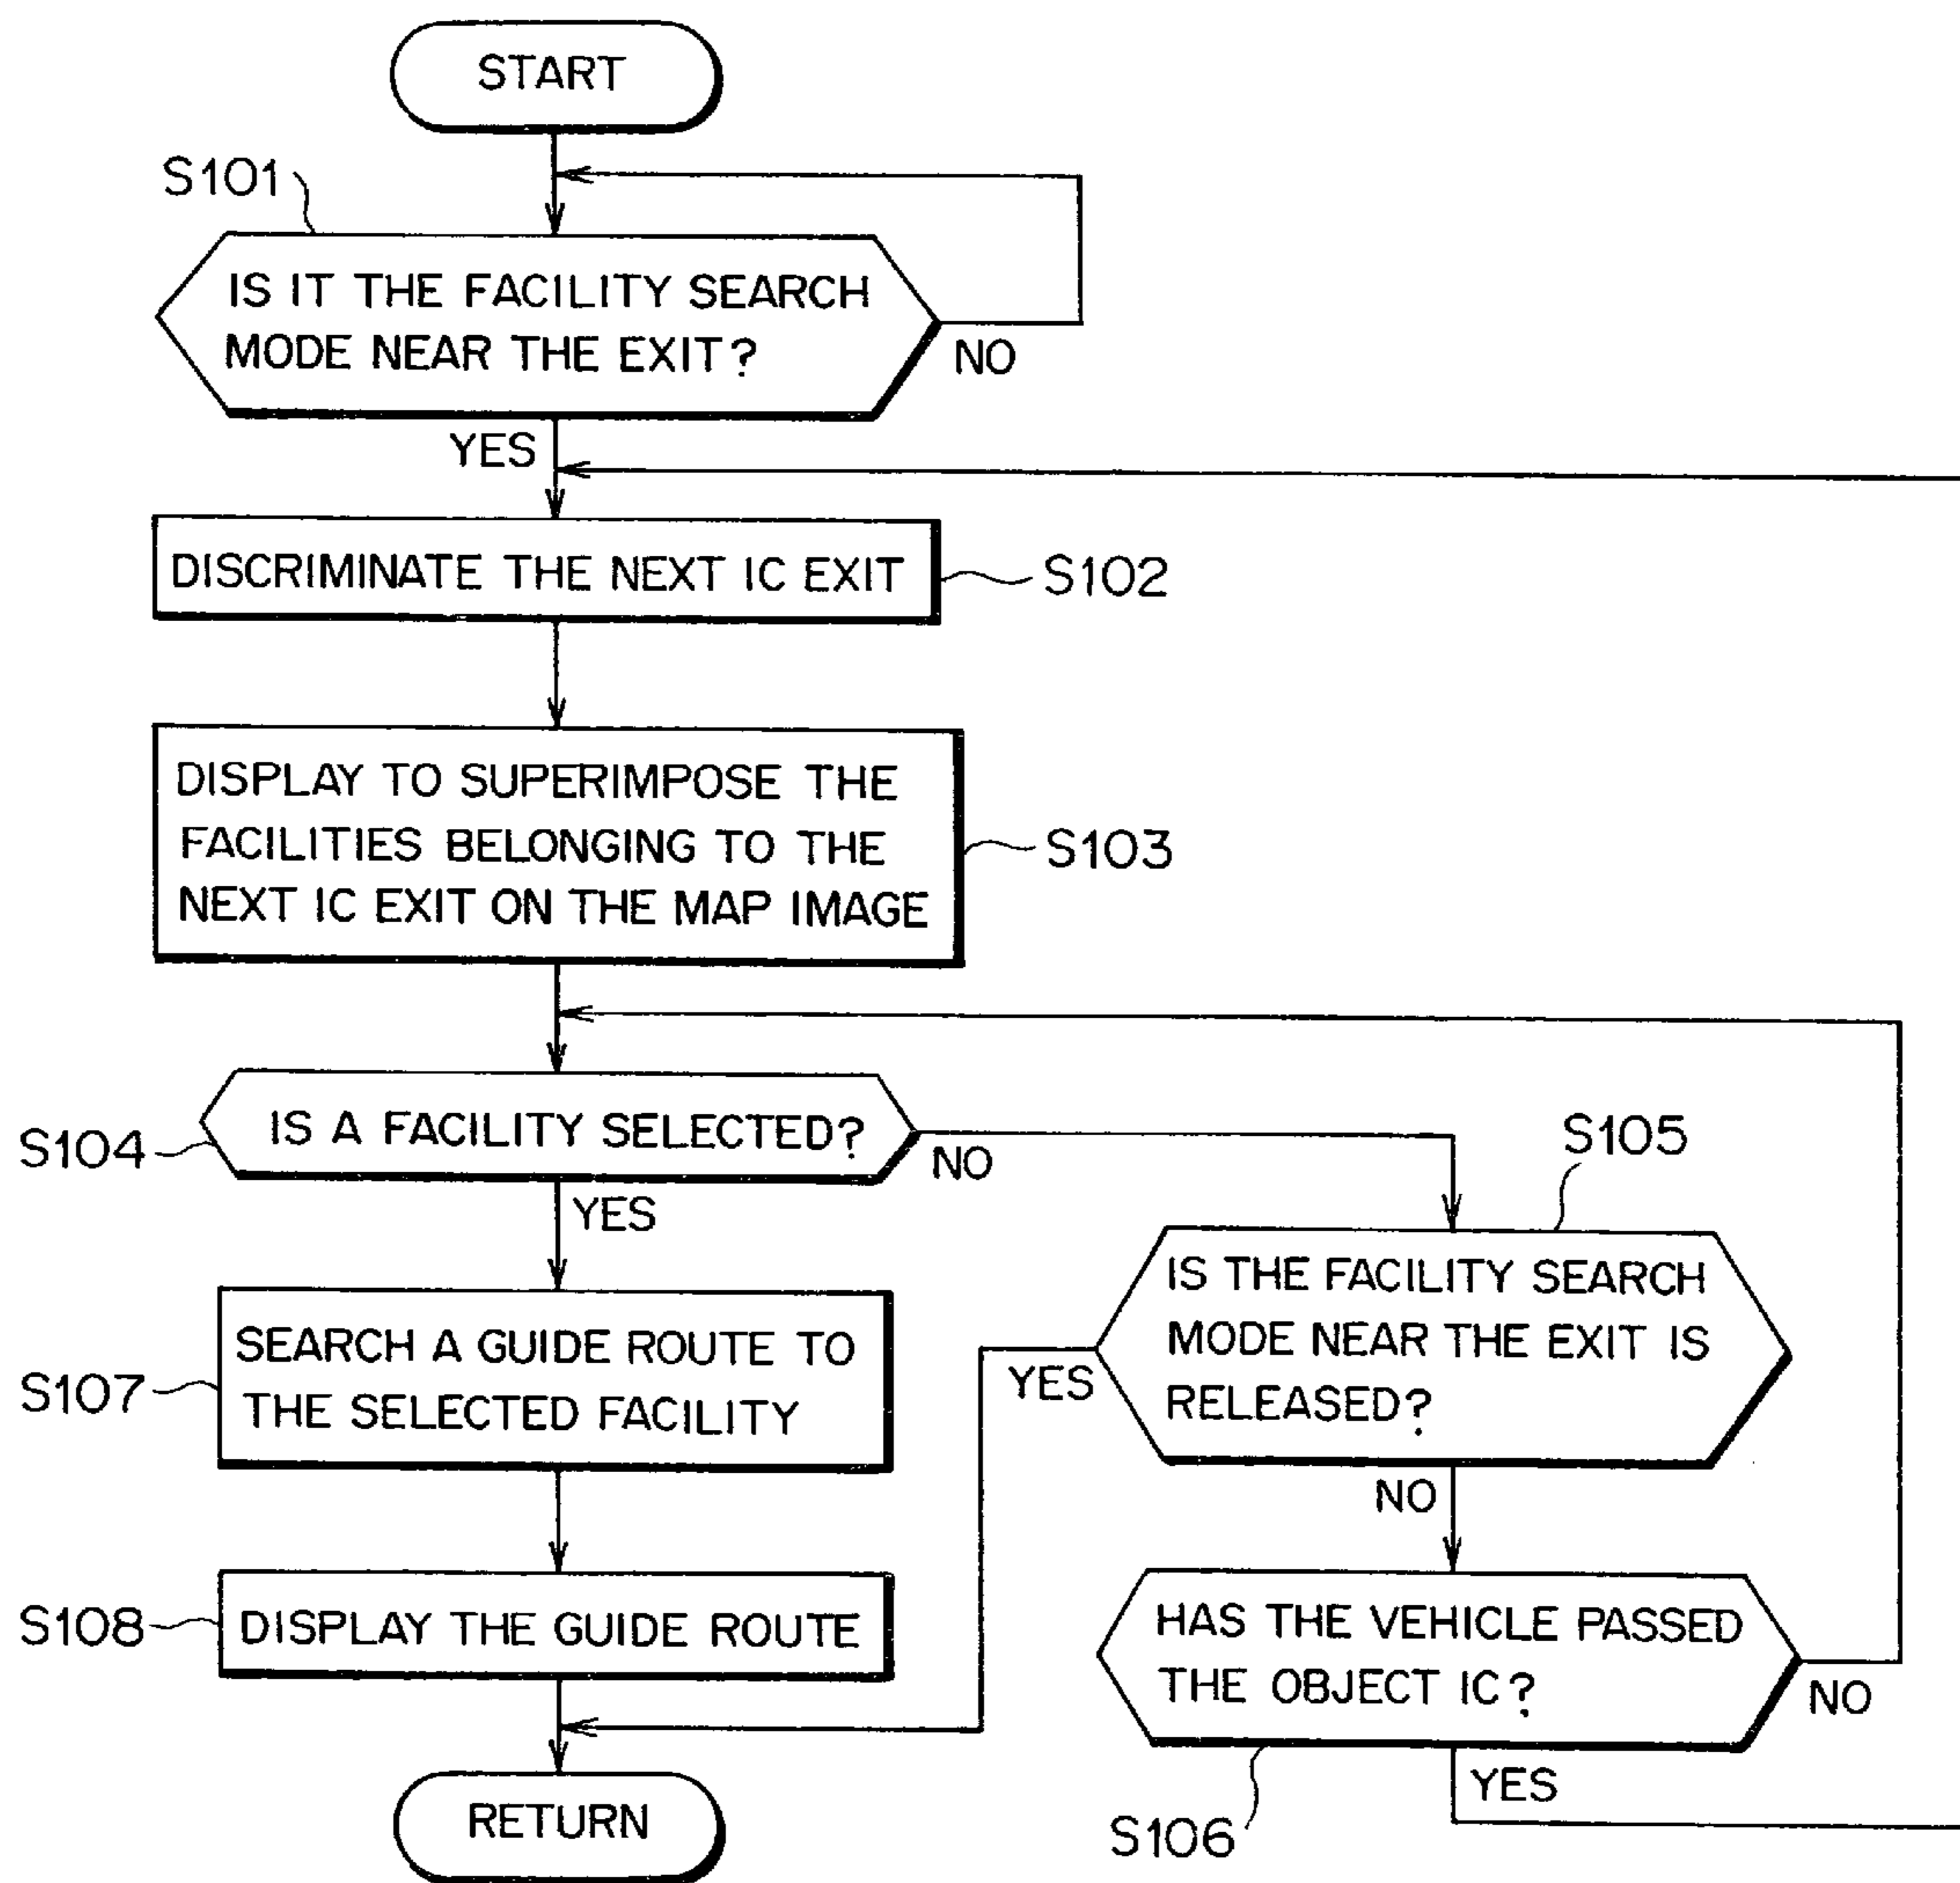 START
S101
IS IT THE FACILITY SEARCH
MODE NEAR THE EXIT?
NO
YES
DISCRIMINATE THE NEXT IC EXIT
S102
DISPLAY TO SUPERIMPOSE THE
FACILITIES BELONGING TO THE
NEXT IC EXIT ON THE MAP IMAGE
S103
IS A FACILITY SELECTED?
S104
NO
YES
S105
IS THE FACILITY SEARCH
MODE NEAR THE EXIT IS
RELEASED?
YES
NO
SEARCH A GUIDE ROUTE TO
THE SELECTED FACILITY
S107
HAS THE VEHICLE PASSED
THE OBJECT IC?
NO
YES
S106
S108
DISPLAY THE GUIDE ROUTE
RETURN